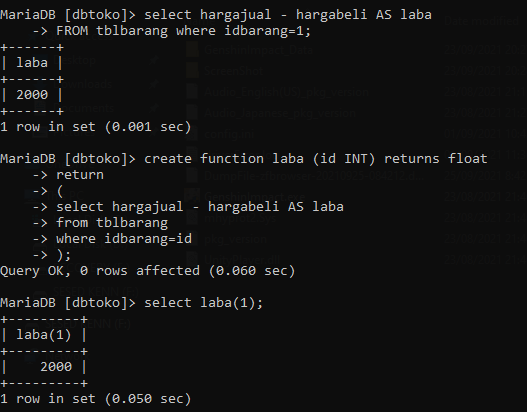 MariaDB [dbtoko]> select hargajual - hargabeli AS laba
    -> FROM tblbarang where idbarang=1;
+------+
| laba |
+------+
| 2000 |
+------+
1 row in set (0.001 sec)

MariaDB [dbtoko]> create function laba (id INT) returns float
    -> return
    -> (
    -> select hargajual - hargabeli AS laba
    -> from tblbarang
    -> where idbarang=id
    -> );
Query OK, 0 rows affected (0.060 sec)

MariaDB [dbtoko]> select laba(1);
+---------+
| laba(1) |
+---------+
|    2000 |
+---------+
1 row in set (0.050 sec)